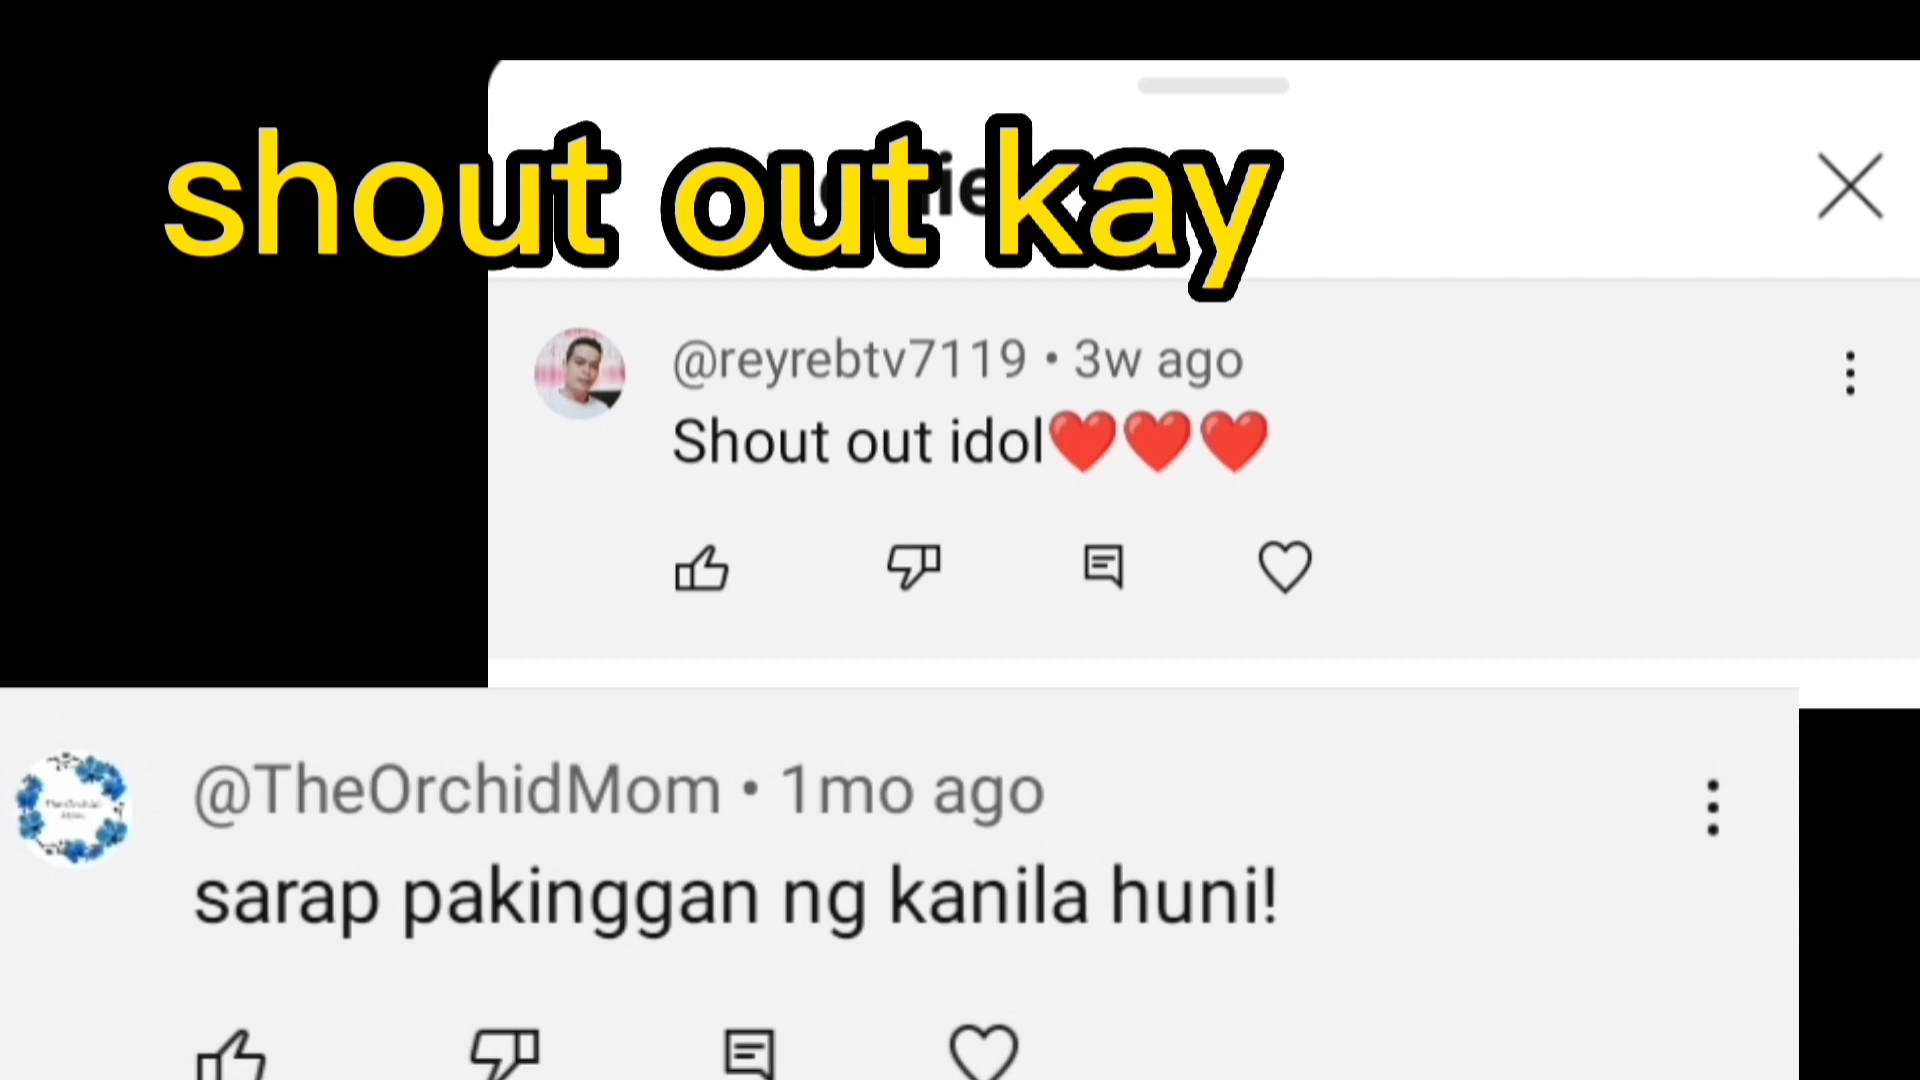 shout out kay
@reyrebtv7119 • 3w ago
Shout out idol❤️❤️❤️
@TheOrchidMom • 1mo ago
sarap pakinggan ng kanila huni!